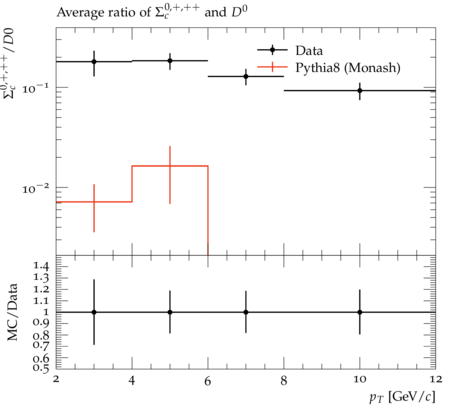 Average ratio of Σc0,+,++ and D0
Σc0,+,++/D0
Data
Pythia8 (Monash)
10−1
10−2
MC/Data
1.4
1.3
1.2
1.1
1
0.9
0.8
0.7
0.6
0.5
2 4 6 8 10 12
pT [GeV/c]